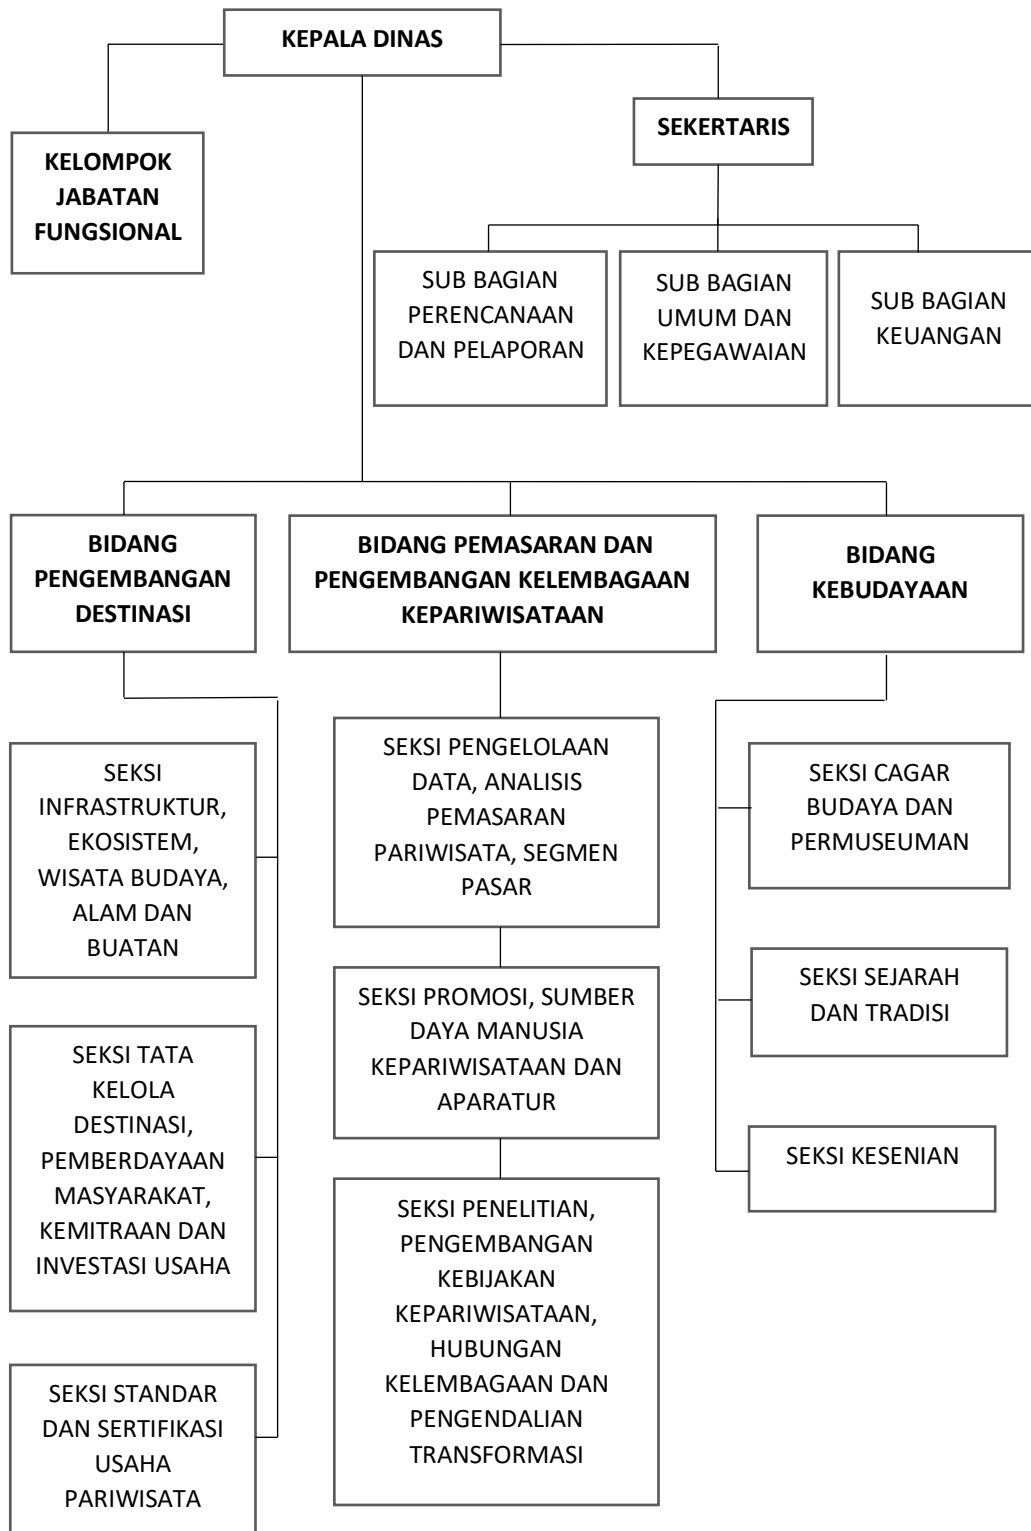 KEPALA DINAS
SEKERTARIS
KELOMPOK
JABATAN
FUNGSIONAL
SUB BAGIAN
PERENCANAAN
DAN PELAPORAN
SUB BAGIAN
UMUM DAN
KEPEGAWAIAN
SUB BAGIAN
KEUANGAN
BIDANG
PENGEMBANGAN
DESTINASI
BIDANG PEMASARAN DAN
PENGEMBANGAN KELEMBAGAAN
KEPARIWISATAAN
BIDANG
KEBUDAYAAN
SEKSI
INFRASTRUKTUR,
EKOSISTEM,
WISATA BUDAYA,
ALAM DAN
BUATAN
SEKSI TATA
KELOLA
DESTINASI,
PEMBERDAYAAN
MASYARAKAT,
KEMITRAAN DAN
INVESTASI USAHA
SEKSI STANDAR
DAN SERTIFIKASI
USAHA
PARIWISATA
SEKSI PENGELOLAAN
DATA, ANALISIS
PEMASARAN
PARIWISATA, SEGMEN
PASAR
SEKSI PROMOSI, SUMBER
DAYA MANUSIA
KEPARIWISATAAN DAN
APARATUR
SEKSI PENELITIAN,
PENGEMBANGAN
KEBIJAKAN
KEPARIWISATAAN,
HUBUNGAN
KELEMBAGAAN DAN
PENGENDALIAN
TRANSFORMASI
SEKSI CAGAR
BUDAYA DAN
PERMUSEUMAN
SEKSI SEJARAH
DAN TRADISI
SEKSI KESENIAN